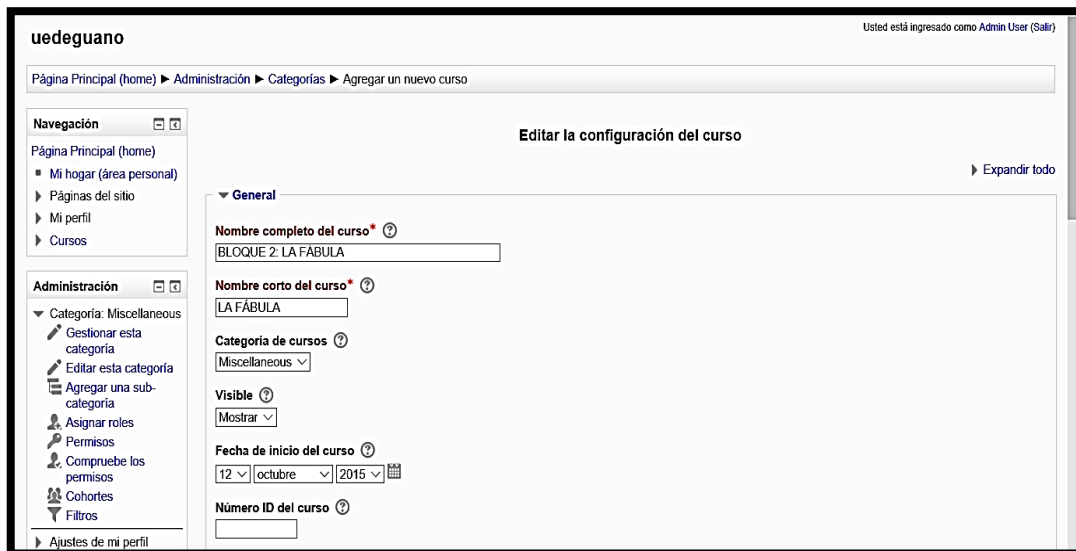 uedeguano
Usted está ingresado como Admin User (Salir)
Página Principal (home) ▶ Administración ▶ Categorías ▶ Agregar un nuevo curso
Navegación
Página Principal (home)
Mi hogar (área personal)
Páginas del sitio
Mi perfil
Cursos
Administración
Categoría: Miscellaneous
Gestionar esta
categoría
Editar esta categoría
Agregar una sub-
categoría
Asignar roles
Permisos
Compruebe los
permisos
Cohortes
Filtros
Ajustes de mi perfil
Editar la configuración del curso
Expandir todo
General
Nombre completo del curso*
BLOQUE 2: LA FÁBULA
Nombre corto del curso*
LA FÁBULA
Categoría de cursos
Miscellaneous
Visible
Mostrar
Fecha de inicio del curso
12 octubre 2015
Número ID del curso